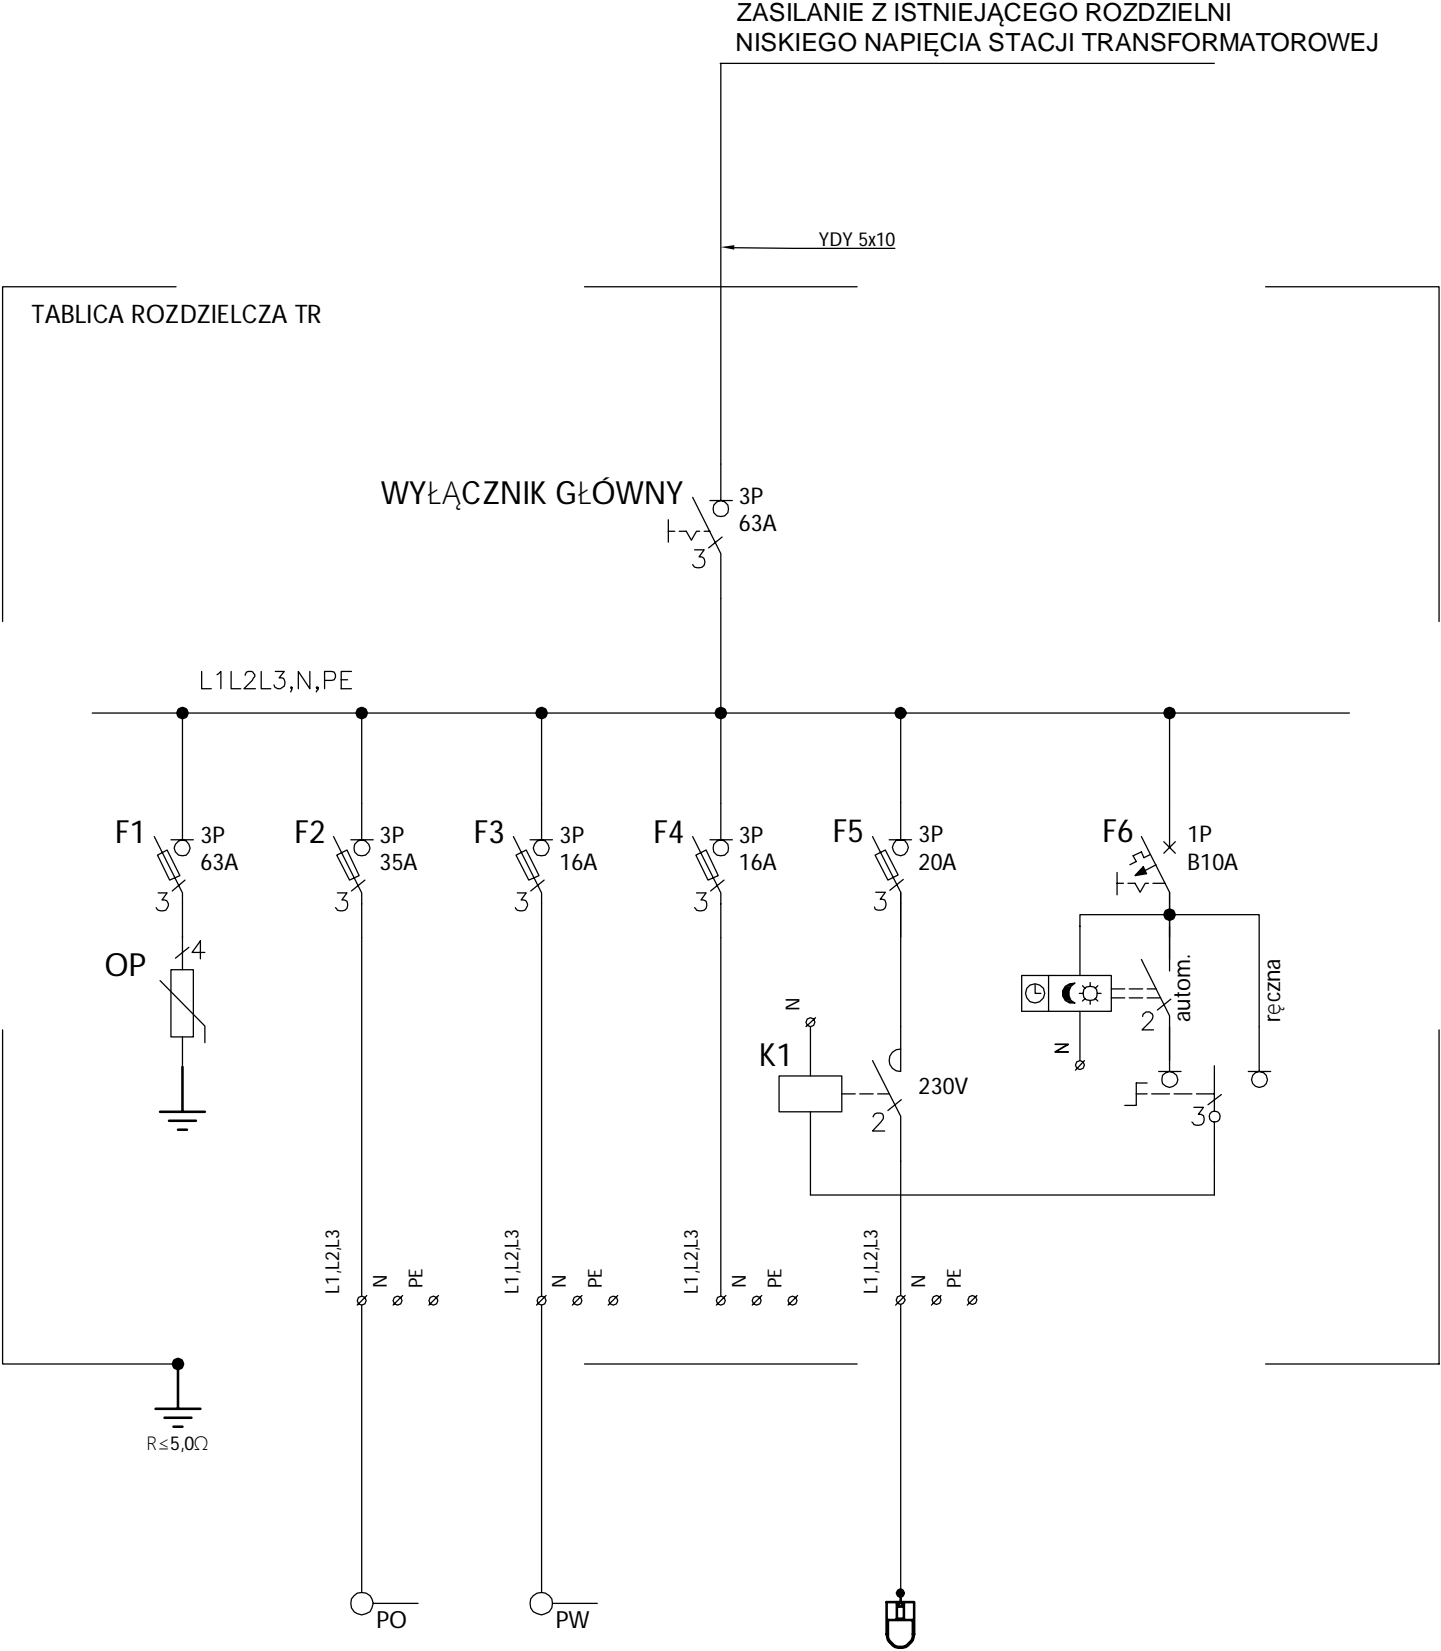 ZASILANIE Z ISTNIEJĄCEGO ROZDZIELNI
NISKIEGO NAPIĘCIA STACJI TRANSFORMATOROWEJ
YDY 5x10
TABLICA ROZDZIELCZA TR
WYŁĄCZNIK GŁÓWNY
3P
63A
3
L1L2L3,N,PE
F1
3P
63A
3
4
OP
F2
3P
35A
3
F3
3P
16A
3
F4
3P
16A
3
F5
3P
20A
3
F6
1P
B10A
N
K1
2
230V
N
2
autom.
ręczna
3
L1,L2,L3
N
PE
L1,L2,L3
N
PE
L1,L2,L3
N
PE
L1,L2,L3
N
PE
R≤5,0Ω
PO
PW